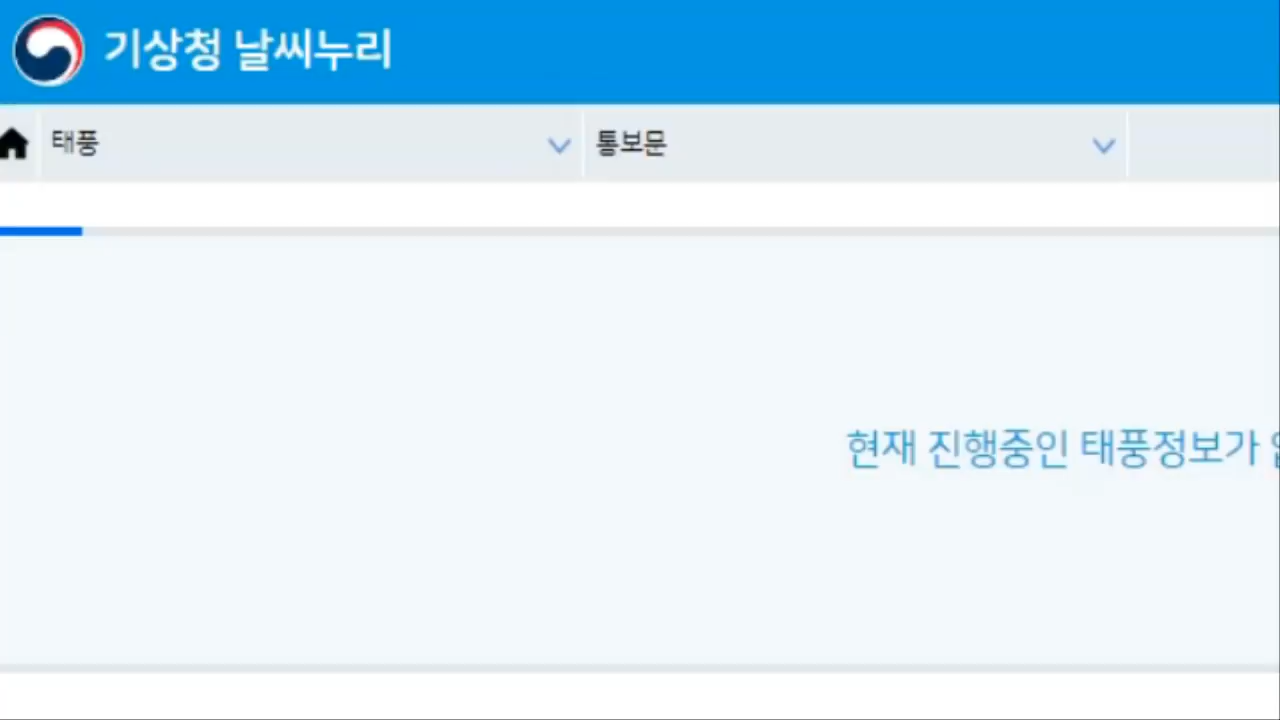 기상청 날씨누리
태풍
통보문
현재 진행중인 태풍정보가